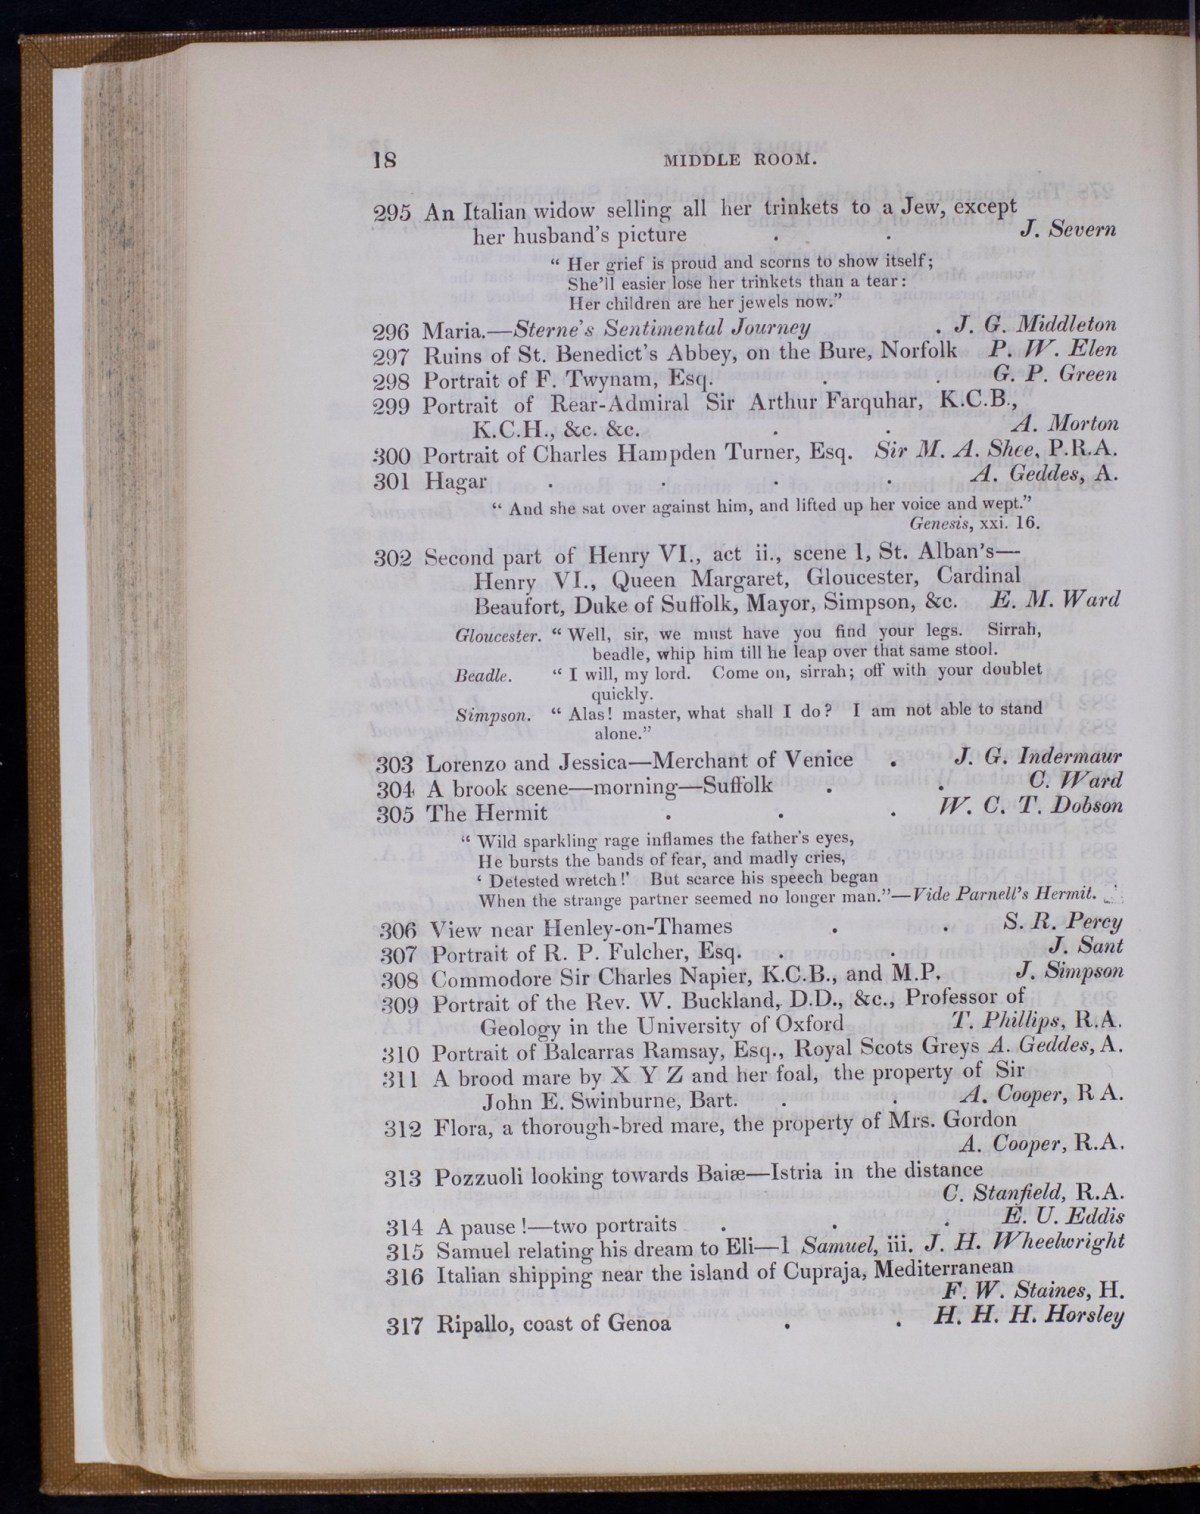 18 MIDDLE ROOM.
295 An Italian widow selling all her trinkets to a Jew, except
her husband's picture . . J. Severn
“ Her grief is proud and scorns to show itself;
She'll easier lose her trinkets than a tear:
Her children are her jewels now.”
296 Maria.—Sterne's Sentimental Journey . J. G. Middleton
297 Ruins of St. Benedict's Abbey, on the Bure, Norfolk P. W. Elen
298 Portrait of F. Twynam, Esq. . . G. P. Green
299 Portrait of Rear-Admiral Sir Arthur Farquhar, K.C.B.,
K.C.H., &c. &c. . . A. Morton
300 Portrait of Charles Hampden Turner, Esq. Sir M. A. Shee, P.R.A.
301 Hagar . . . . A. Geddes, A.
“ And she sat over against him, and lifted up her voice and wept.”
Genesis, xxi. 16.
302 Second part of Henry VI., act ii., scene 1, St. Alban's—
Henry VI., Queen Margaret, Gloucester, Cardinal
Beaufort, Duke of Suffolk, Mayor, Simpson, &c. E. M. Ward
Gloucester. “ Well, sir, we must have you find your legs. Sirrah,
beadle, whip him till he leap over that same stool.
Beadle. “ I will, my lord. Come on, sirrah; off with your doublet
quickly.
Simpson. “ Alas! master, what shall I do? I am not able to stand
alone.”
303 Lorenzo and Jessica—Merchant of Venice . J. G. Indermaur
304 A brook scene—morning—Suffolk . . C. Ward
305 The Hermit . . . W. C. T. Dobson
“ Wild sparkling rage inflames the father's eyes,
He bursts the bands of fear, and madly cries,
‘ Detested wretch!’ But scarce his speech began
When the strange partner seemed no longer man.”—Vide Parnell's Hermit.
306 View near Henley-on-Thames . . S. R. Percy
307 Portrait of R. P. Fulcher, Esq. . . J. Sant
308 Commodore Sir Charles Napier, K.C.B., and M.P. J. Simpson
309 Portrait of the Rev. W. Buckland, D.D., &c., Professor of
Geology in the University of Oxford T. Phillips, R.A.
310 Portrait of Balcarras Ramsay, Esq., Royal Scots Greys A. Geddes, A.
311 A brood mare by X Y Z and her foal, the property of Sir
John E. Swinburne, Bart. . . A. Cooper, R A.
312 Flora, a thorough-bred mare, the property of Mrs. Gordon
A. Cooper, R.A.
313 Pozzuoli looking towards Baiæ—Istria in the distance
C. Stanfield, R.A.
314 A pause!—two portraits . . . E. U. Eddis
315 Samuel relating his dream to Eli—1 Samuel, iii. J. H. Wheelwright
316 Italian shipping near the island of Cupraja, Mediterranean
F. W. Staines, H.
317 Ripallo, coast of Genoa . . H. H. H. Horsley